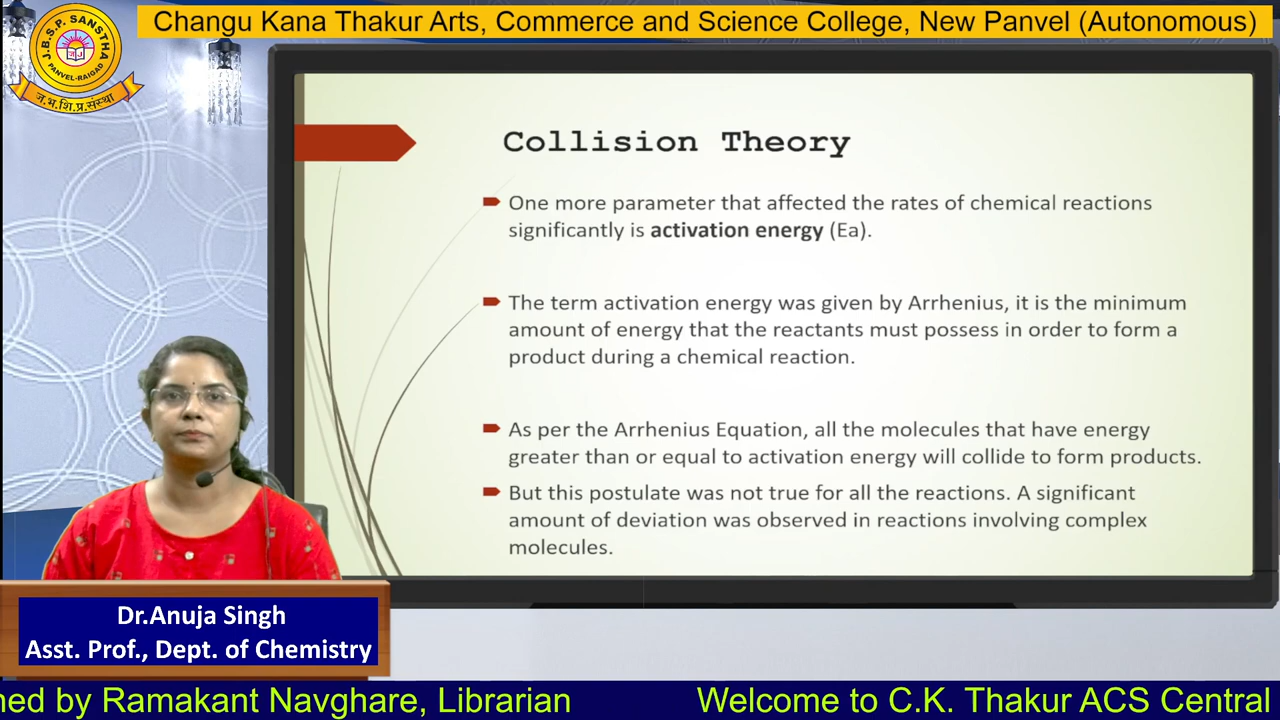 Changu Kana Thakur Arts, Commerce and Science College, New Panvel (Autonomous)
J.B.S.P. SANSTHA
PANVEL-RAIGAD
ज.भ.शि.प्र.संस्था
Collision Theory
One more parameter that affected the rates of chemical reactions
significantly is activation energy (Ea).
The term activation energy was given by Arrhenius, it is the minimum
amount of energy that the reactants must possess in order to form a
product during a chemical reaction.
As per the Arrhenius Equation, all the molecules that have energy
greater than or equal to activation energy will collide to form products.
But this postulate was not true for all the reactions. A significant
amount of deviation was observed in reactions involving complex
molecules.
Dr.Anuja Singh
Asst. Prof., Dept. of Chemistry
ned by Ramakant Navghare, Librarian Welcome to C.K. Thakur ACS Central